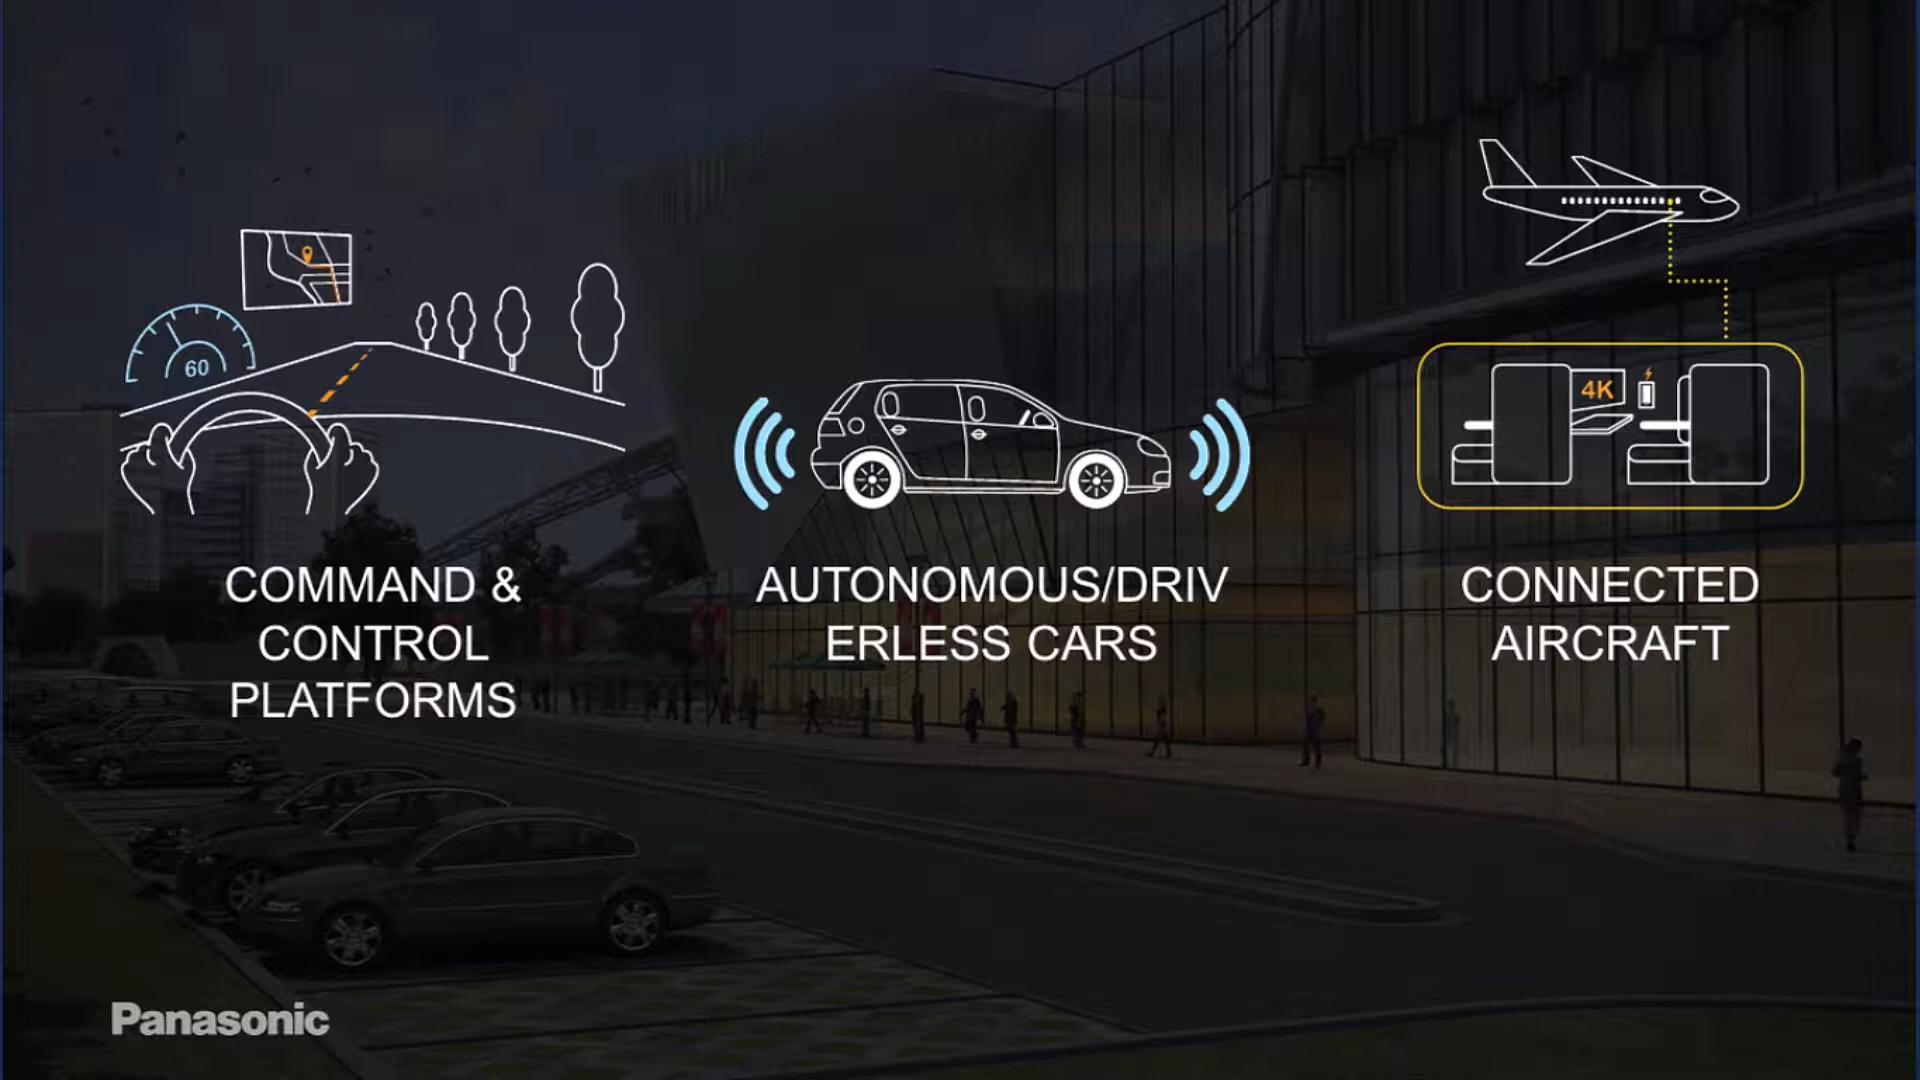 60
COMMAND &
CONTROL
PLATFORMS
AUTONOMOUS/DRIV
ERLESS CARS
4K
CONNECTED
AIRCRAFT
Panasonic